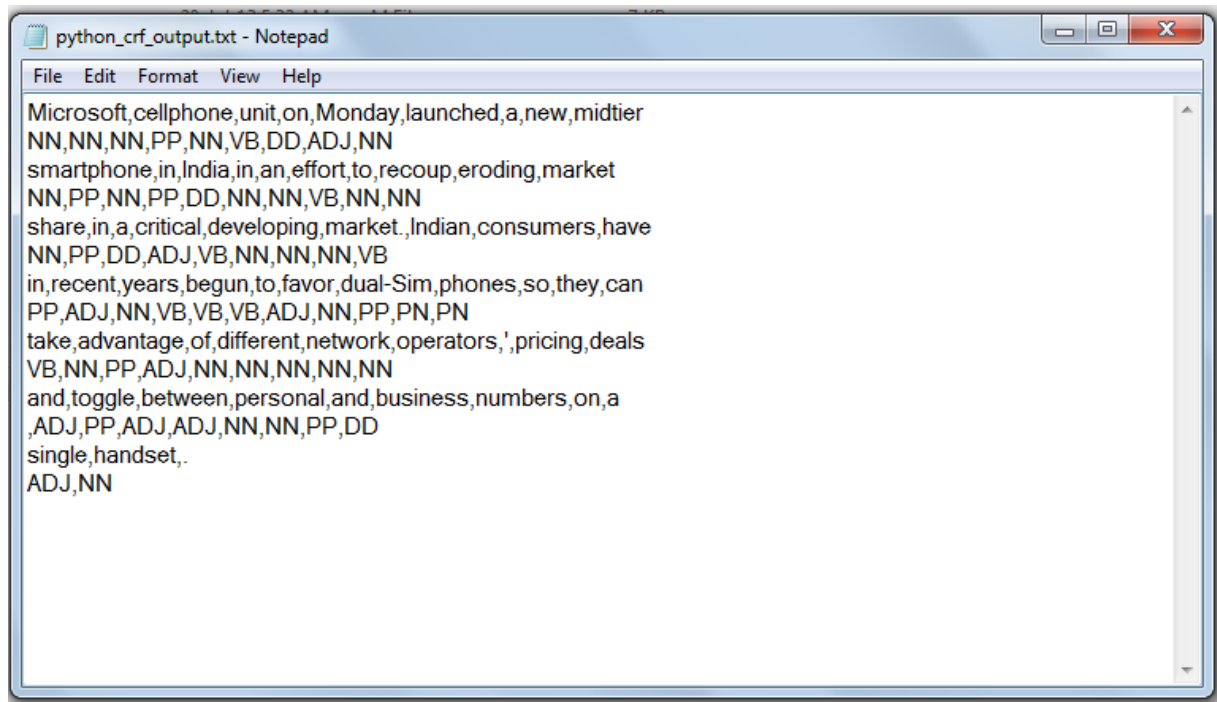 python_crf_output.txt - Notepad
File Edit Format View Help
Microsoft,cellphone,unit,on,Monday,launched,a,new,midtier
NN,NN,NN,PP,NN,VB,DD,ADJ,NN
smartphone,in,India,in,an,effort,to,recoup,eroding,market
NN,PP,NN,PP,DD,NN,NN,VB,NN,NN
share,in,a,critical,developing,market.,Indian,consumers,have
NN,PP,DD,ADJ,VB,NN,NN,NN,VB
in,recent,years,begun,to,favor,dual-Sim,phones,so,they,can
PP,ADJ,NN,VB,VB,VB,ADJ,NN,PP,PN,PN
take,advantage,of,different,network,operators,',pricing,deals
VB,NN,PP,ADJ,NN,NN,NN,NN,NN
and,toggle,between,personal,and,business,numbers,on,a
,ADJ,PP,ADJ,ADJ,NN,NN,PP,DD
single,handset,.
ADJ,NN